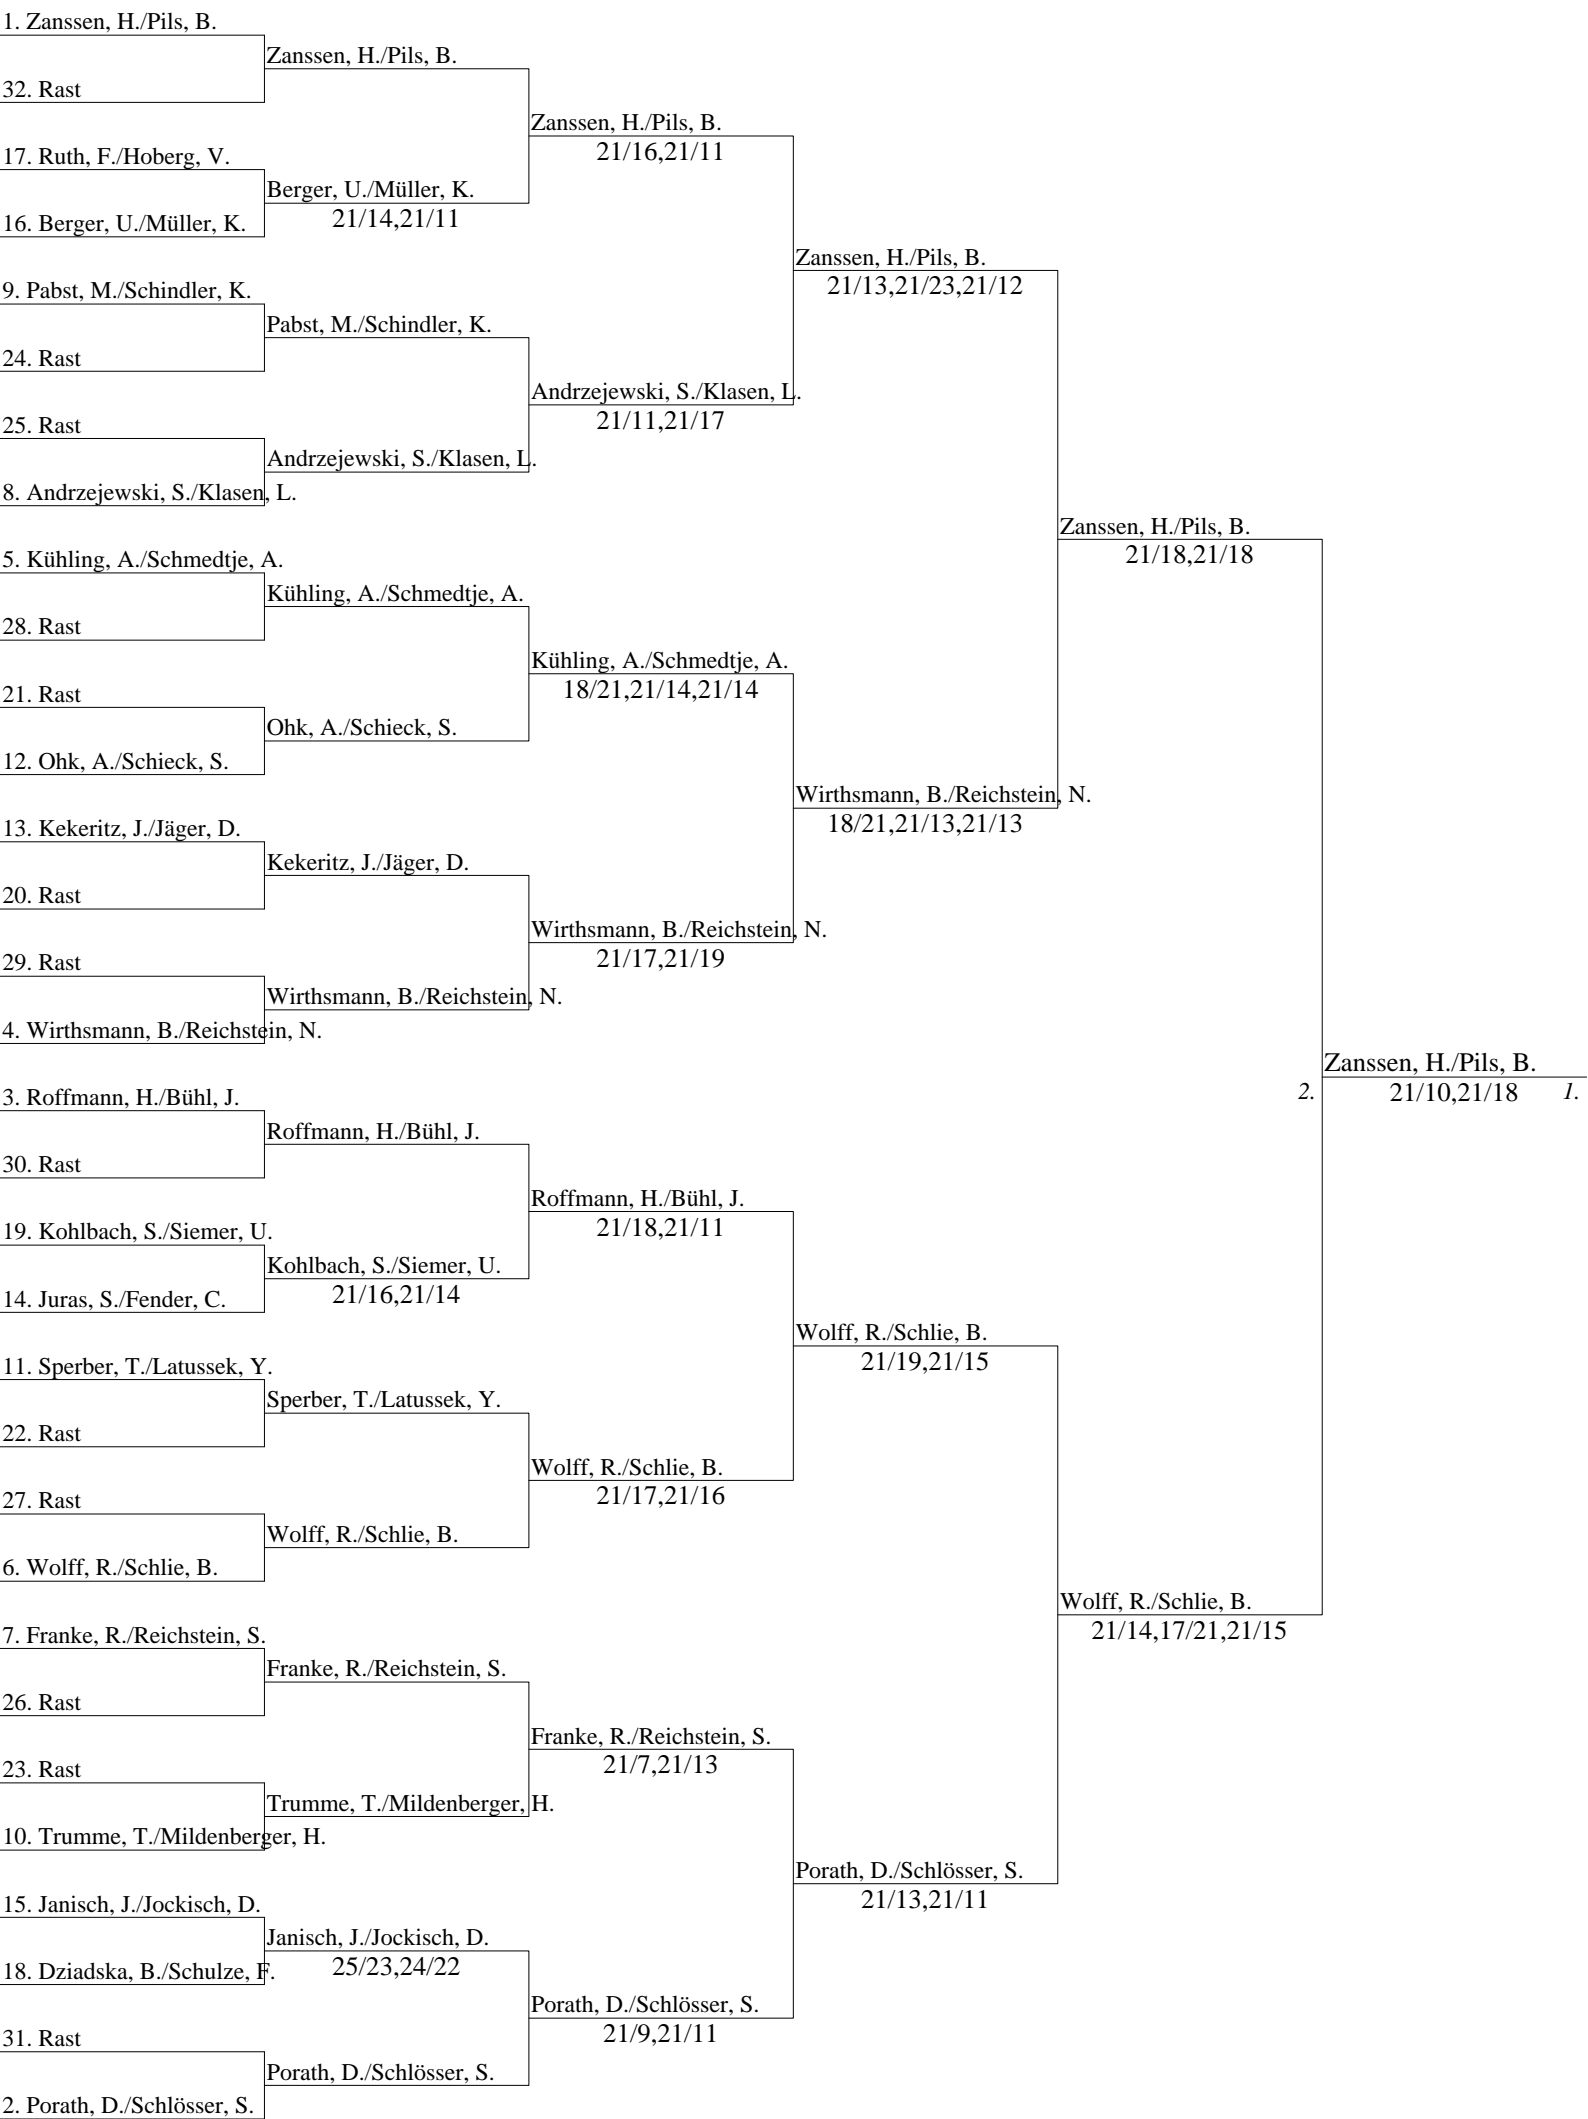 1. Zanssen, H./Pils, B.
Zanssen, H./Pils, B.
32. Rast
Zanssen, H./Pils, B.
21/16,21/11
17. Ruth, F./Hoberg, V.
Berger, U./Müller, K.
21/14,21/11
16. Berger, U./Müller, K.
Zanssen, H./Pils, B.
21/13,21/23,21/12
9. Pabst, M./Schindler, K.
Pabst, M./Schindler, K.
24. Rast
Andrzejewski, S./Klasen, L.
21/11,21/17
25. Rast
Andrzejewski, S./Klasen, L.
8. Andrzejewski, S./Klasen, L.
Zanssen, H./Pils, B.
21/18,21/18
5. Kühling, A./Schmedtje, A.
Kühling, A./Schmedtje, A.
28. Rast
Kühling, A./Schmedtje, A.
18/21,21/14,21/14
21. Rast
Ohk, A./Schieck, S.
12. Ohk, A./Schieck, S.
Wirthsmann, B./Reichstein, N.
18/21,21/13,21/13
13. Kekeritz, J./Jäger, D.
Kekeritz, J./Jäger, D.
20. Rast
Wirthsmann, B./Reichstein, N.
21/17,21/19
29. Rast
Wirthsmann, B./Reichstein, N.
4. Wirthsmann, B./Reichstein, N.
Zanssen, H./Pils, B.
2. 21/10,21/18 1.
3. Roffmann, H./Bühl, J.
Roffmann, H./Bühl, J.
30. Rast
Roffmann, H./Bühl, J.
21/18,21/11
19. Kohlbach, S./Siemer, U.
Kohlbach, S./Siemer, U.
21/16,21/14
14. Juras, S./Fender, C.
Wolff, R./Schlie, B.
21/19,21/15
11. Sperber, T./Latussek, Y.
Sperber, T./Latussek, Y.
22. Rast
Wolff, R./Schlie, B.
21/17,21/16
27. Rast
Wolff, R./Schlie, B.
6. Wolff, R./Schlie, B.
Wolff, R./Schlie, B.
21/14,17/21,21/15
7. Franke, R./Reichstein, S.
Franke, R./Reichstein, S.
26. Rast
Franke, R./Reichstein, S.
21/7,21/13
23. Rast
Trumme, T./Mildenberger, H.
10. Trumme, T./Mildenberger, H.
Porath, D./Schlösser, S.
21/13,21/11
15. Janisch, J./Jockisch, D.
Janisch, J./Jockisch, D.
25/23,24/22
18. Dziadska, B./Schulze, F.
Porath, D./Schlösser, S.
21/9,21/11
31. Rast
Porath, D./Schlösser, S.
2. Porath, D./Schlösser, S.